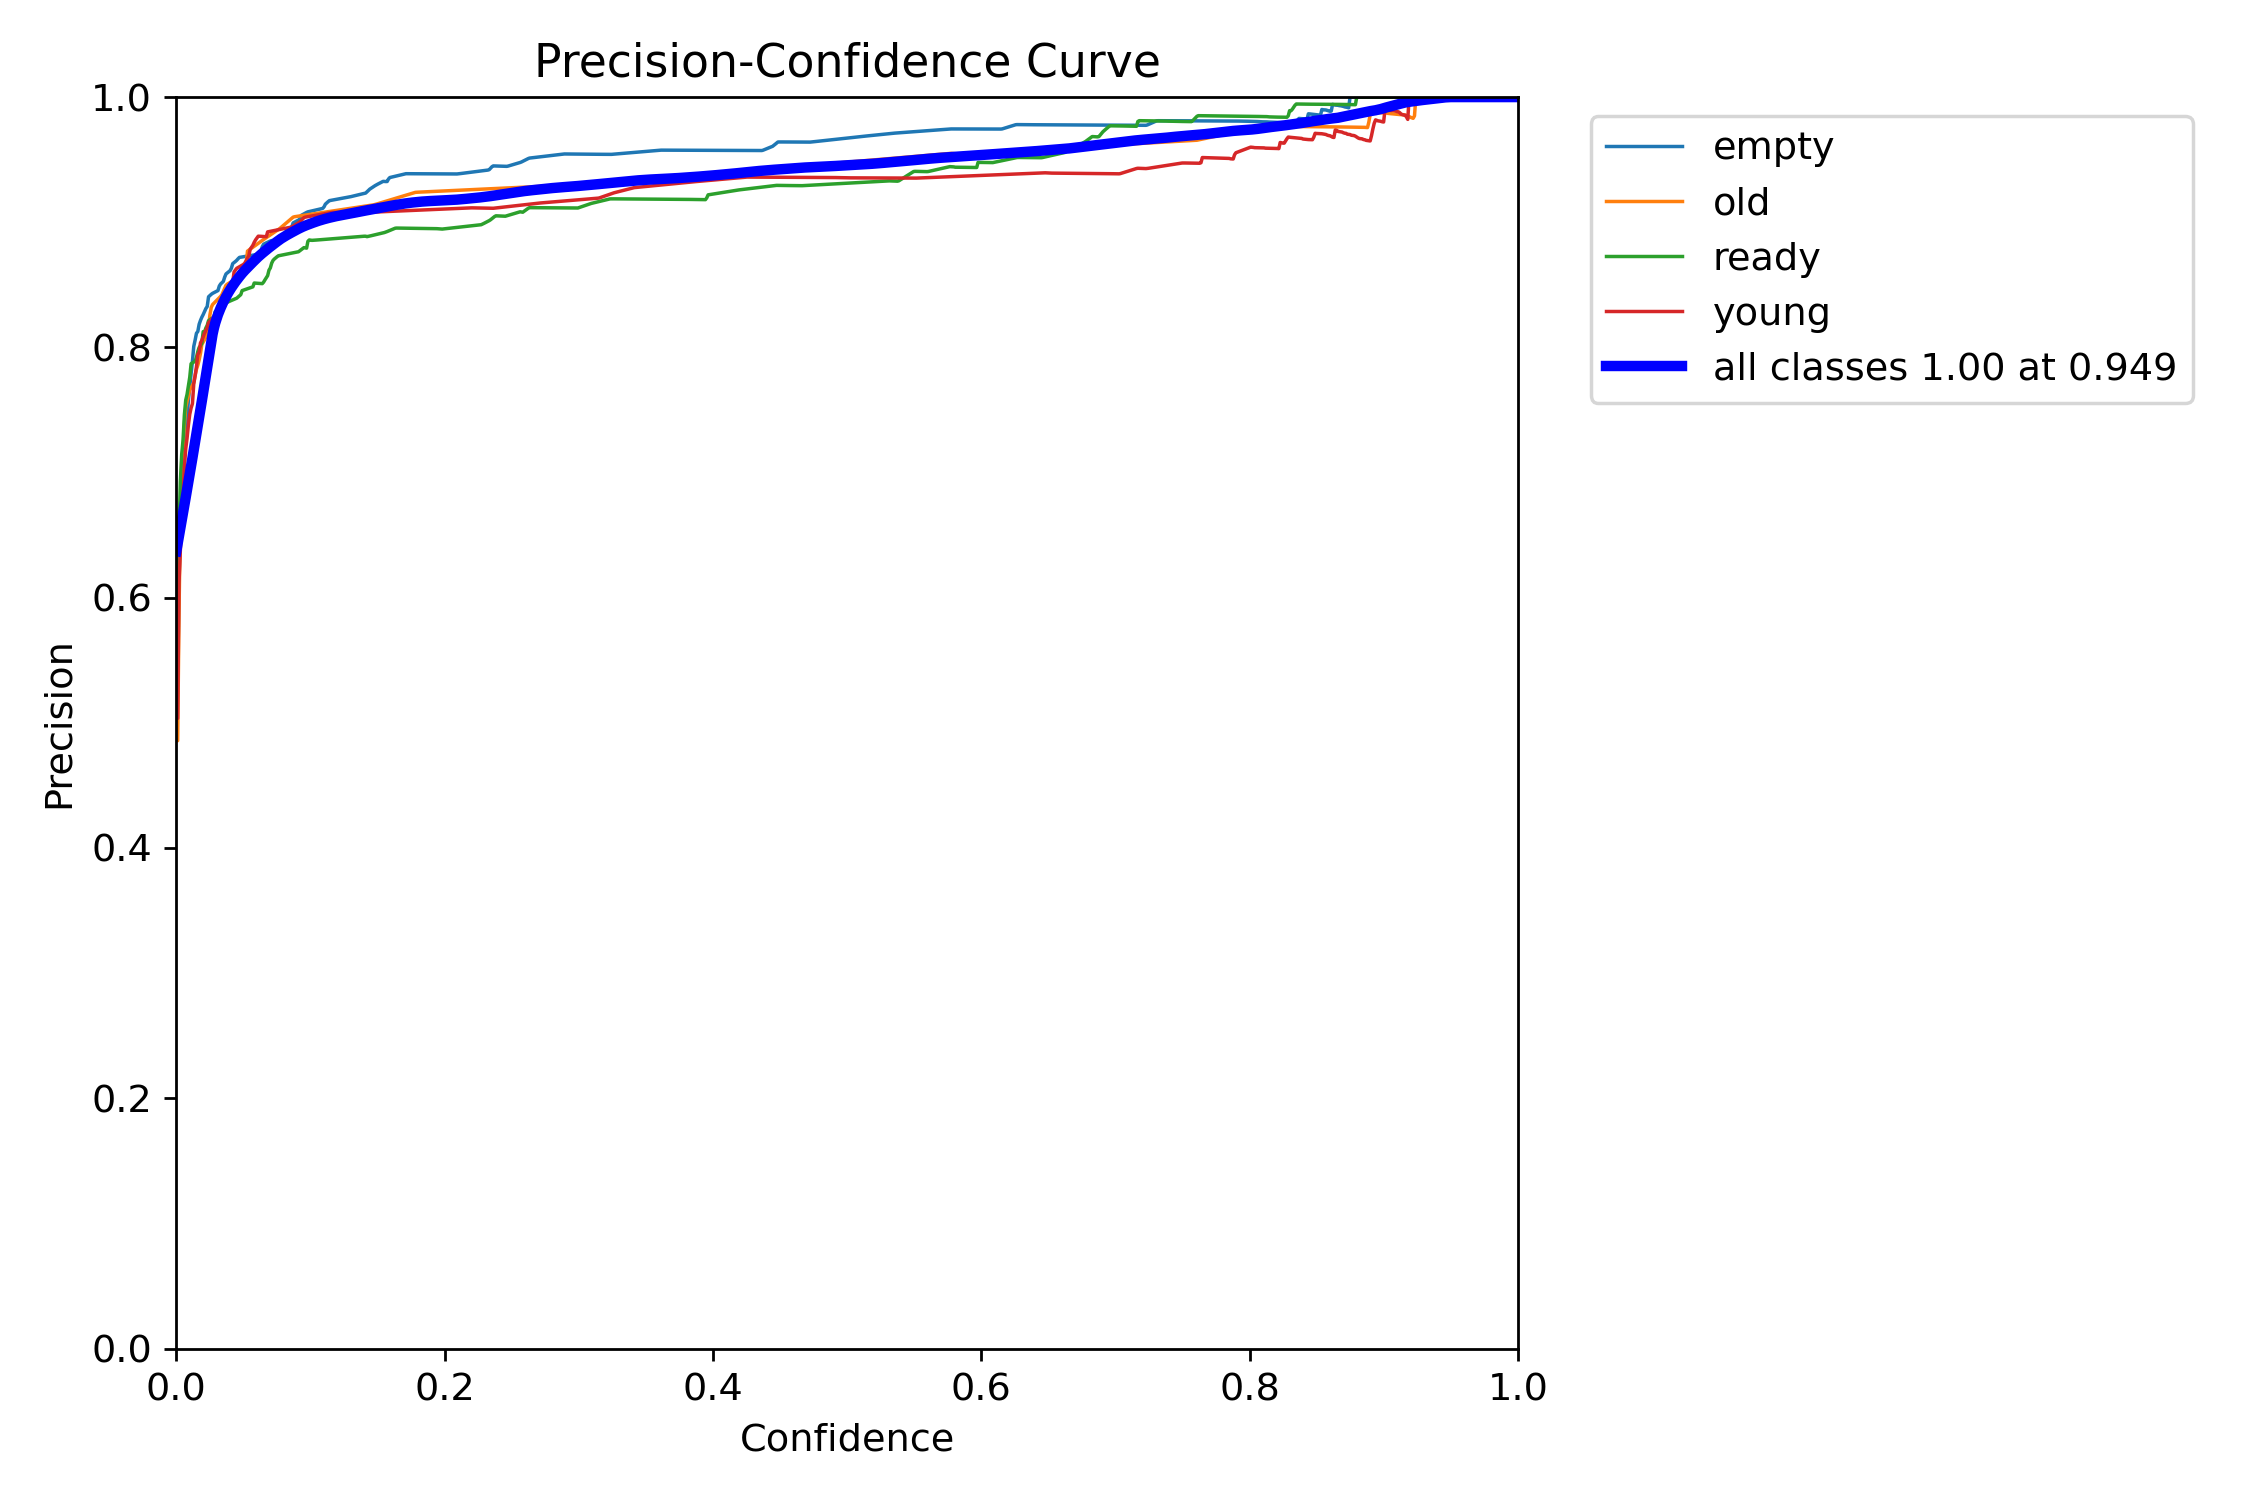 Precision-Confidence Curve
1.0
0.8
0.6
0.4
0.2
0.0
Precision
0.0 0.2 0.4 0.6 0.8 1.0
Confidence
empty
old
ready
young
all classes 1.00 at 0.949